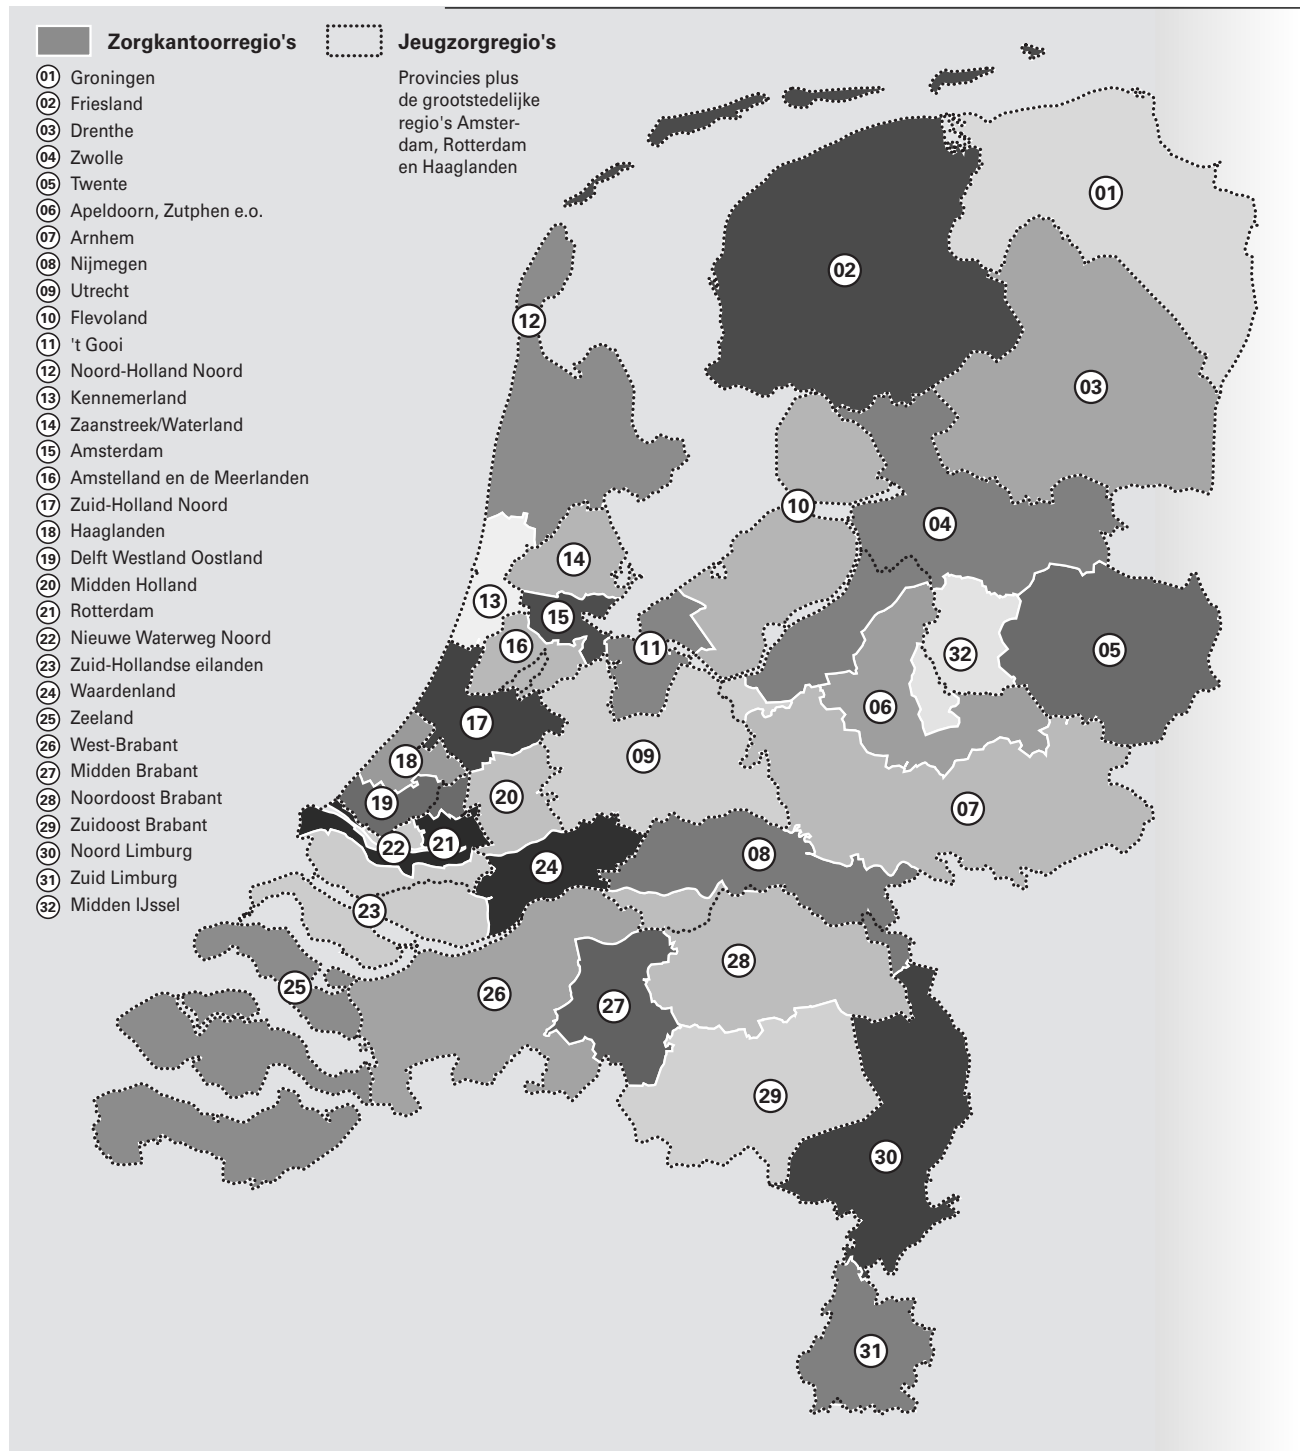 Zorgkantoorregio's
01 Groningen
02 Friesland
03 Drenthe
04 Zwolle
05 Twente
06 Apeldoorn, Zutphen e.o.
07 Arnhem
08 Nijmegen
09 Utrecht
10 Flevoland
11 't Gooi
12 Noord-Holland Noord
13 Kennemerland
14 Zaanstreek/Waterland
15 Amsterdam
16 Amstelland en de Meerlanden
17 Zuid-Holland Noord
18 Haaglanden
19 Delft Westland Oostland
20 Midden Holland
21 Rotterdam
22 Nieuwe Waterweg Noord
23 Zuid-Hollandse eilanden
24 Waardenland
25 Zeeland
26 West-Brabant
27 Midden Brabant
28 Noordoost Brabant
29 Zuidoost Brabant
30 Noord Limburg
31 Zuid Limburg
32 Midden IJssel
Jeugzorgregio's
Provincies plus
de grootstedelijke
regio's Amster-
dam, Rotterdam
en Haaglanden
01
02
12
03
10
04
14
13
15
16
11
32
05
06
17
18
09
19
20
07
22
21
08
24
23
28
25
26
27
29
30
31